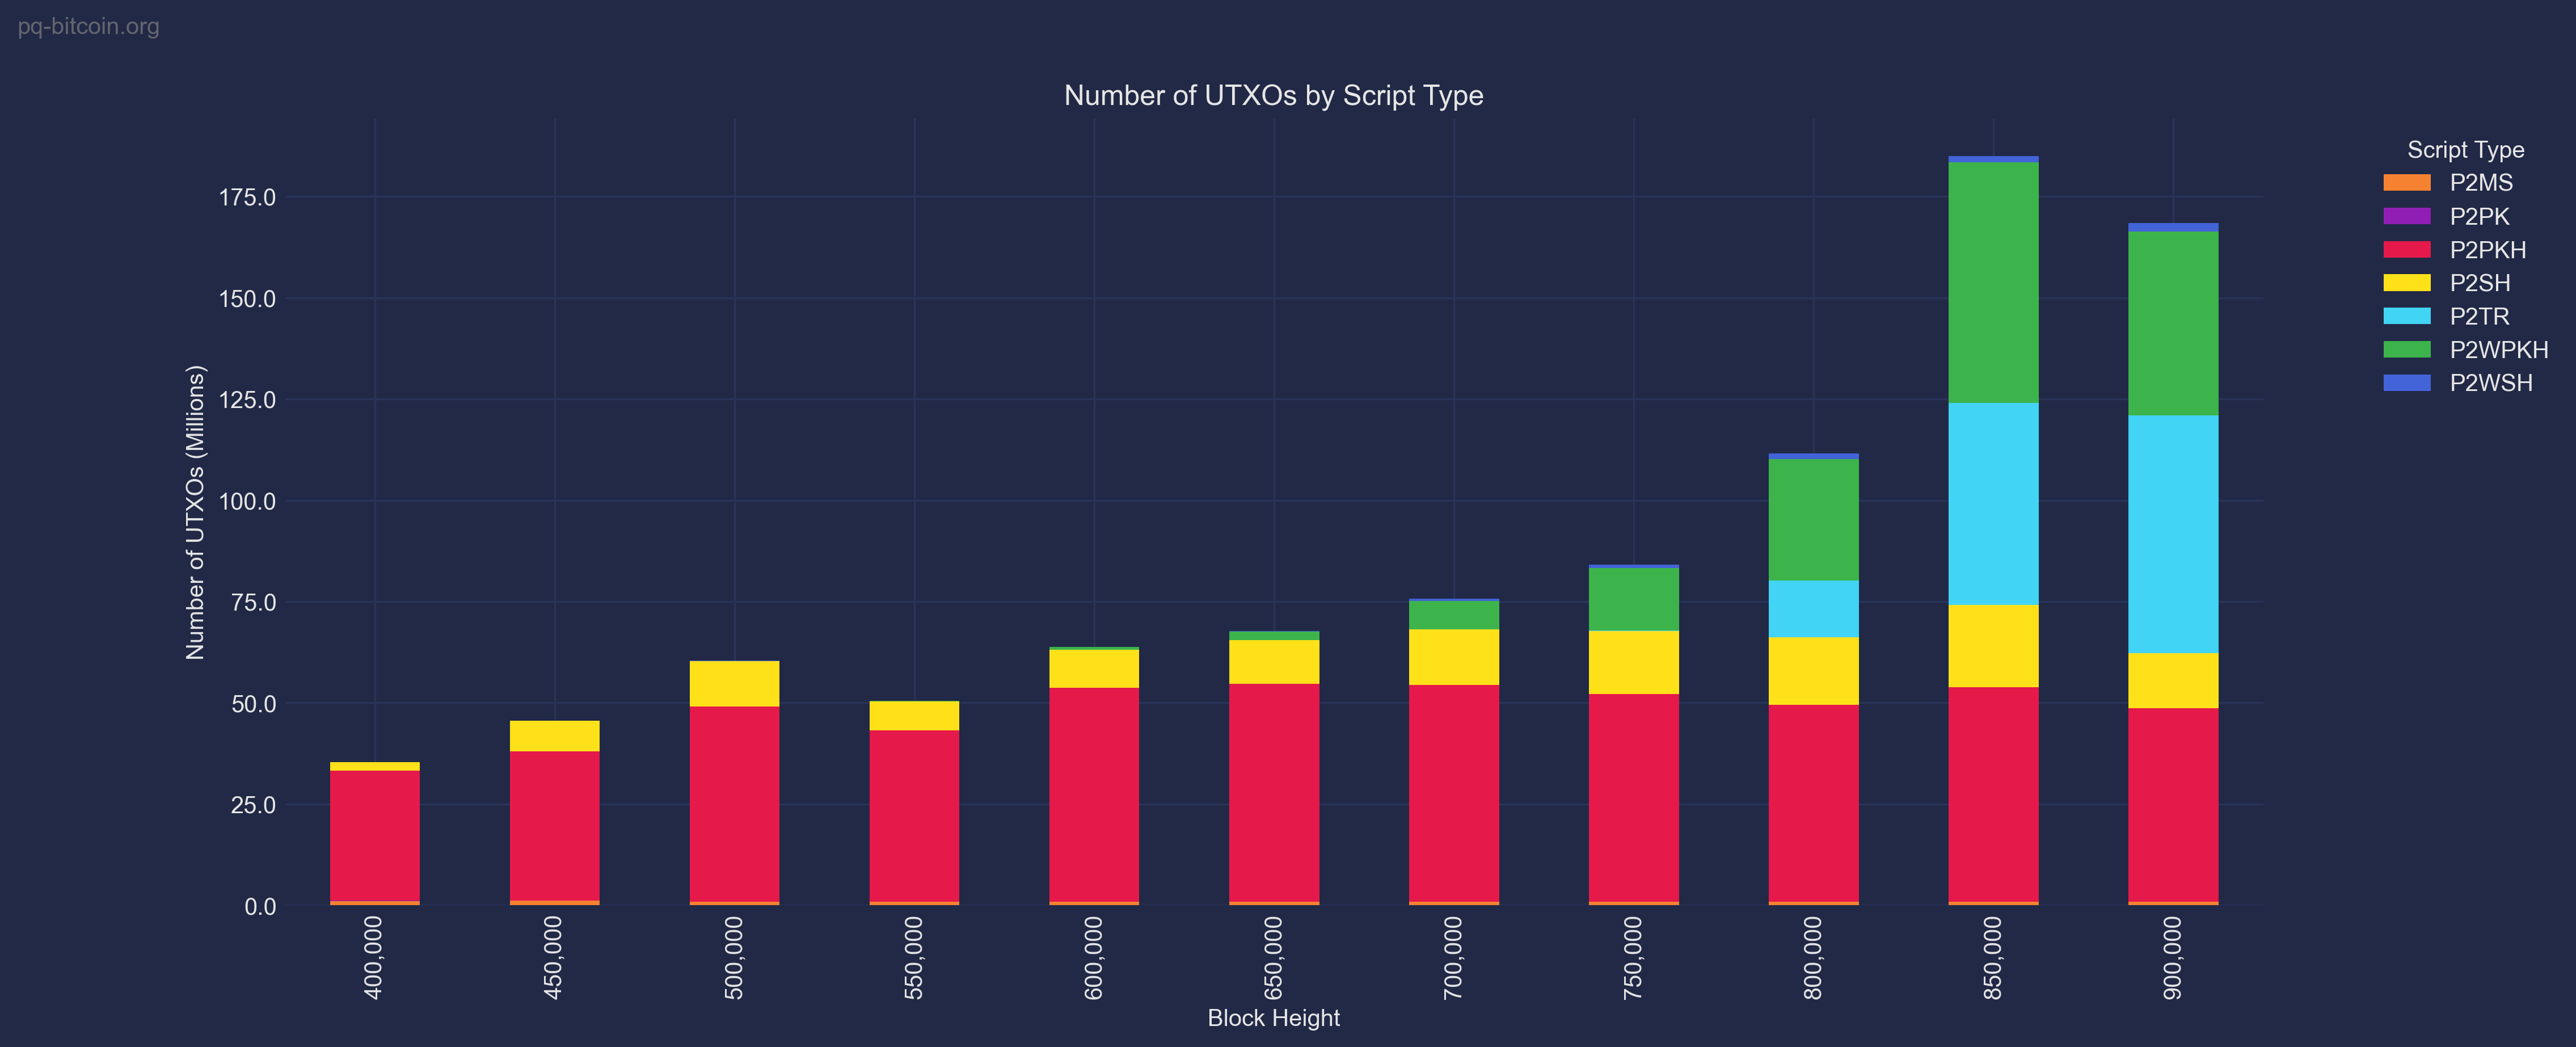 pq-bitcoin.org
Number of UTXOs by Script Type
Number of UTXOs (Millions)
175.0
150.0
125.0
100.0
75.0
50.0
25.0
0.0
400,000
450,000
500,000
550,000
600,000
650,000
700,000
750,000
800,000
850,000
900,000
Block Height
Script Type
P2MS
P2PK
P2PKH
P2SH
P2TR
P2WPKH
P2WSH